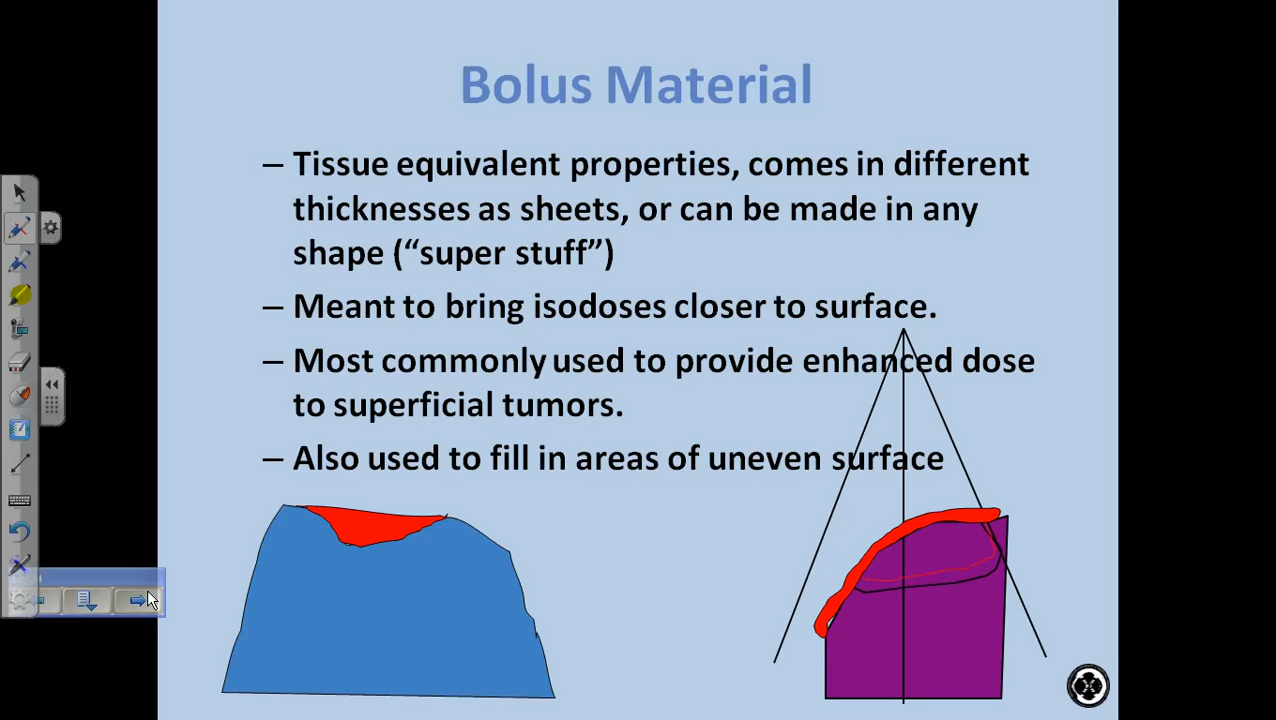 Bolus Material
– Tissue equivalent properties, comes in different
thicknesses as sheets, or can be made in any
shape (“super stuff”)
– Meant to bring isodoses closer to surface.
– Most commonly used to provide enhanced dose
to superficial tumors.
– Also used to fill in areas of uneven surface